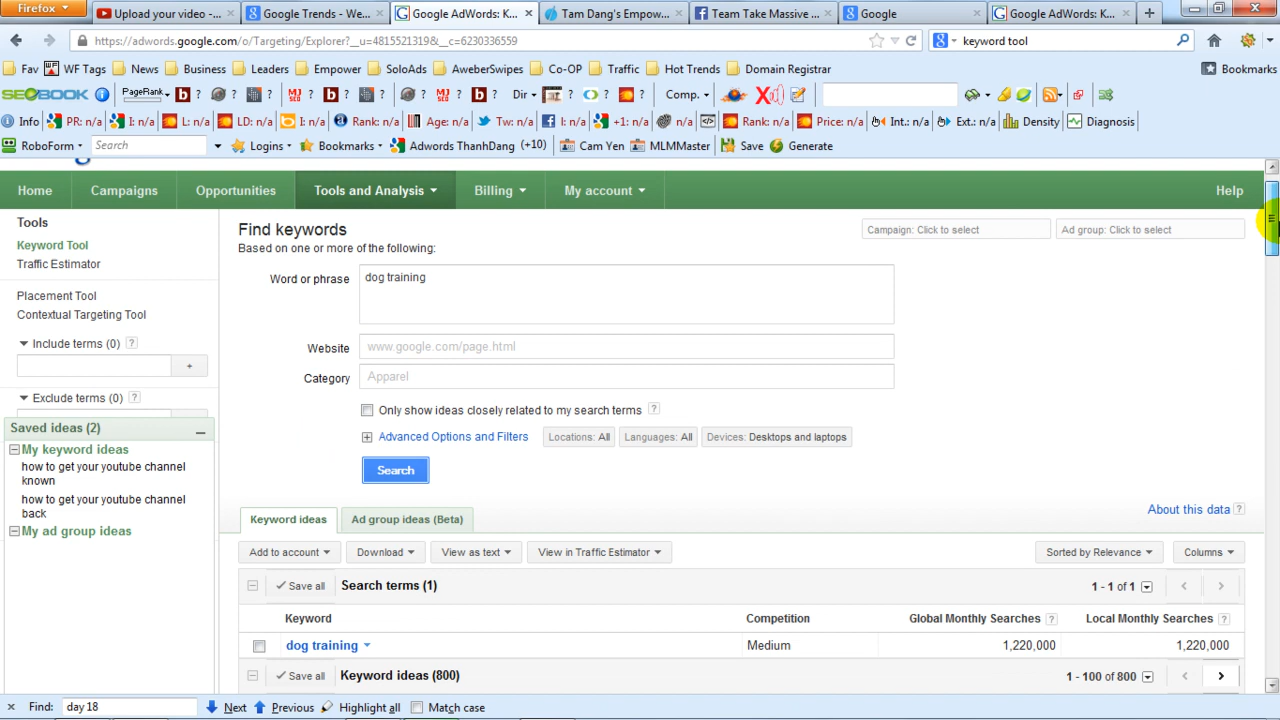 Firefox
Upload your video -...
Google Trends - We...
Google AdWords: K...
Tam Dang's Empow...
Team Take Massive ...
Google
Google AdWords: K...
https://adwords.google.com/o/Targeting/Explorer?__u=4815521319&__c=6230336559
keyword tool
Fav
WF Tags
News
Business
Leaders
Empower
SoloAds
AweberSwipes
Co-OP
Traffic
Hot Trends
Domain Registrar
Bookmarks
SEOBOOK
PageRank
?
?
?
?
?
?
Dir
?
?
?
Comp.
Info
PR: n/a
I: n/a
L: n/a
LD: n/a
I: n/a
Rank: n/a
Age: n/a
Tw: n/a
I: n/a
+1: n/a
n/a
Rank: n/a
Price: n/a
Int.: n/a
Ext.: n/a
Density
Diagnosis
RoboForm
Search
Logins
Bookmarks
Adwords ThanhDang (+10)
Cam Yen
MLMMaster
Save
Generate
Home
Campaigns
Opportunities
Tools and Analysis
Billing
My account
Help
Tools
Keyword Tool
Traffic Estimator
Placement Tool
Contextual Targeting Tool
Include terms (0) ?
+
Exclude terms (0) ?
Saved ideas (2)
My keyword ideas
how to get your youtube channel
known
how to get your youtube channel
back
My ad group ideas
Find keywords
Based on one or more of the following:
Campaign: Click to select
Ad group: Click to select
Word or phrase
dog training
Website
www.google.com/page.html
Category
Apparel
Only show ideas closely related to my search terms ?
Advanced Options and Filters
Locations: All
Languages: All
Devices: Desktops and laptops
Search
About this data ?
Keyword ideas
Ad group ideas (Beta)
Add to account
Download
View as text
View in Traffic Estimator
Sorted by Relevance
Columns
Save all
Search terms (1)
1 - 1 of 1
Keyword
Competition
Global Monthly Searches ?
Local Monthly Searches ?
dog training
Medium
1,220,000
1,220,000
Save all
Keyword ideas (800)
1 - 100 of 800
Find:
day 18
Next
Previous
Highlight all
Match case